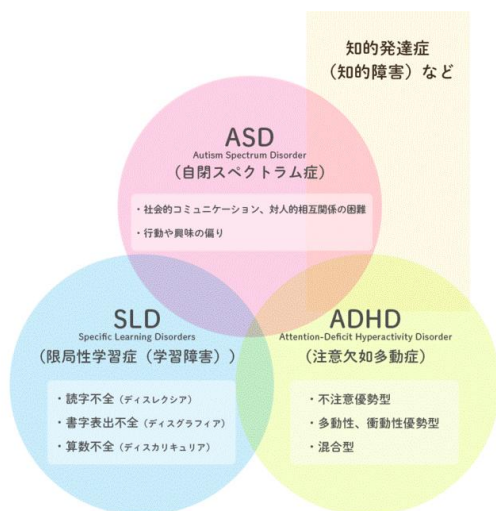 知的発達症
（知的障害）など
ASD
Autism Spectrum Disorder
（自閉スペクトラム症）
・社会的コミュニケーション、対人的相互関係の困難
・行動や興味の偏り
SLD
Specific Learning Disorders
（限局性学習症（学習障害））
・読字不全（ディスレクシア）
・書字表出不全（ディスグラフィア）
・算数不全（ディスカリキュリア）
ADHD
Attention-Deficit Hyperactivity Disorder
（注意欠如多動症）
・不注意優勢型
・多動性、衝動性優勢型
・混合型